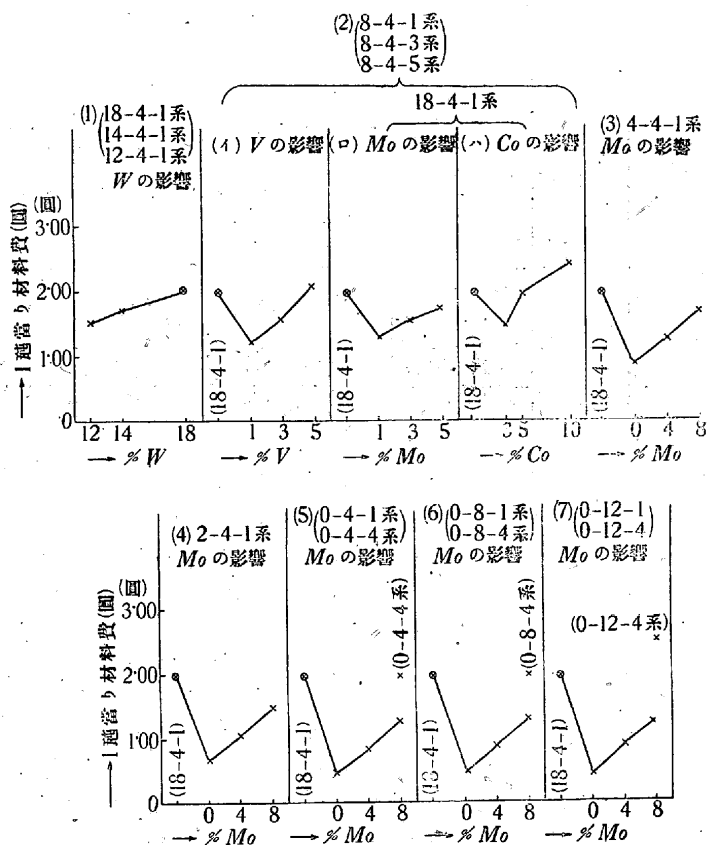 (2)(8-4-1系
8-4-3系
8-4-5系)
18-4-1系
(1)(18-4-1系
14-4-1系
12-4-1系)
Wの影響
(イ) Vの影響
(ロ) Moの影響
(ハ) Coの影響
(3) 4-4-1系
Moの影響
→1瓲當り材料費(圓)
(圓)
3·00
2·00
1·00
0
(18-4-1)
(18-4-1)
(18-4-1)
(18-4-1)
12 14 18
1 3 5
1 3 5
3 5 10
0 4 8
→ % W
→ % V
→ % Mo
→ % Co
→ % Mo
(4) 2-4-1系
Moの影響
(5)(0-4-1系
0-4-4系)
Moの影響
(6)(0-8-1系
0-8-4系)
Moの影響
(7)(0-12-1
0-12-4)
Moの影響
→1瓲當り材料費(圓)
(圓)
3·00
2·00
1·00
0
(0-4-4系)
(0-8-4系)
(0-12-4系)
(18-4-1)
(18-4-1)
(18-4-1)
(18-4-1)
0 4 8
0 4 8
0 4 8
0 4 8
→ % Mo
→ % Mo
→ % Mo
→ % Mo